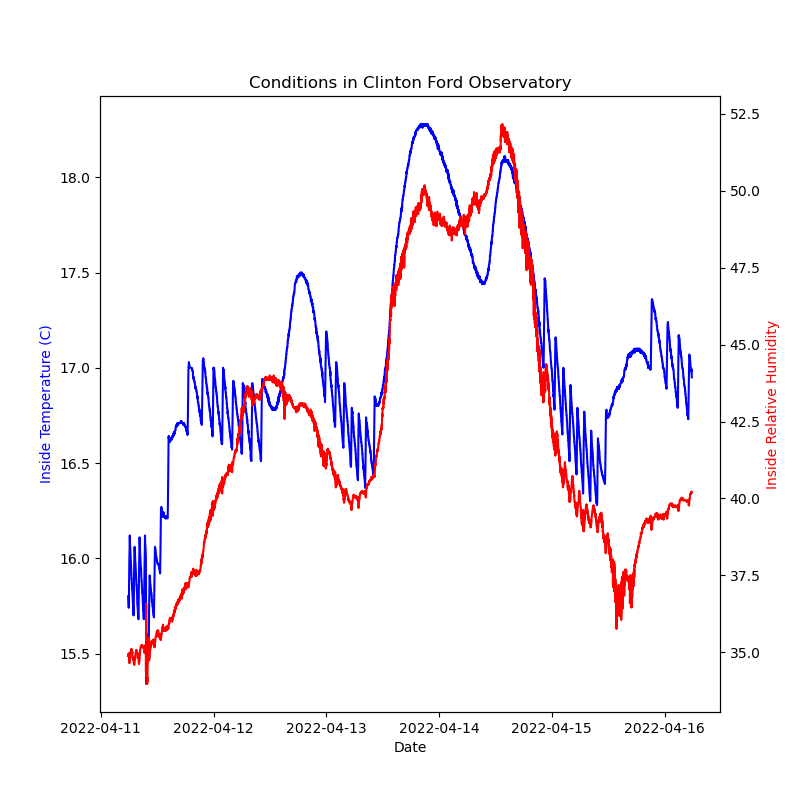 Conditions in Clinton Ford Observatory
Inside Temperature (C)
18.0
17.5
17.0
16.5
16.0
15.5
52.5
50.0
47.5
45.0
42.5
40.0
37.5
35.0
Inside Relative Humidity
2022-04-11 2022-04-12 2022-04-13 2022-04-14 2022-04-15 2022-04-16
Date